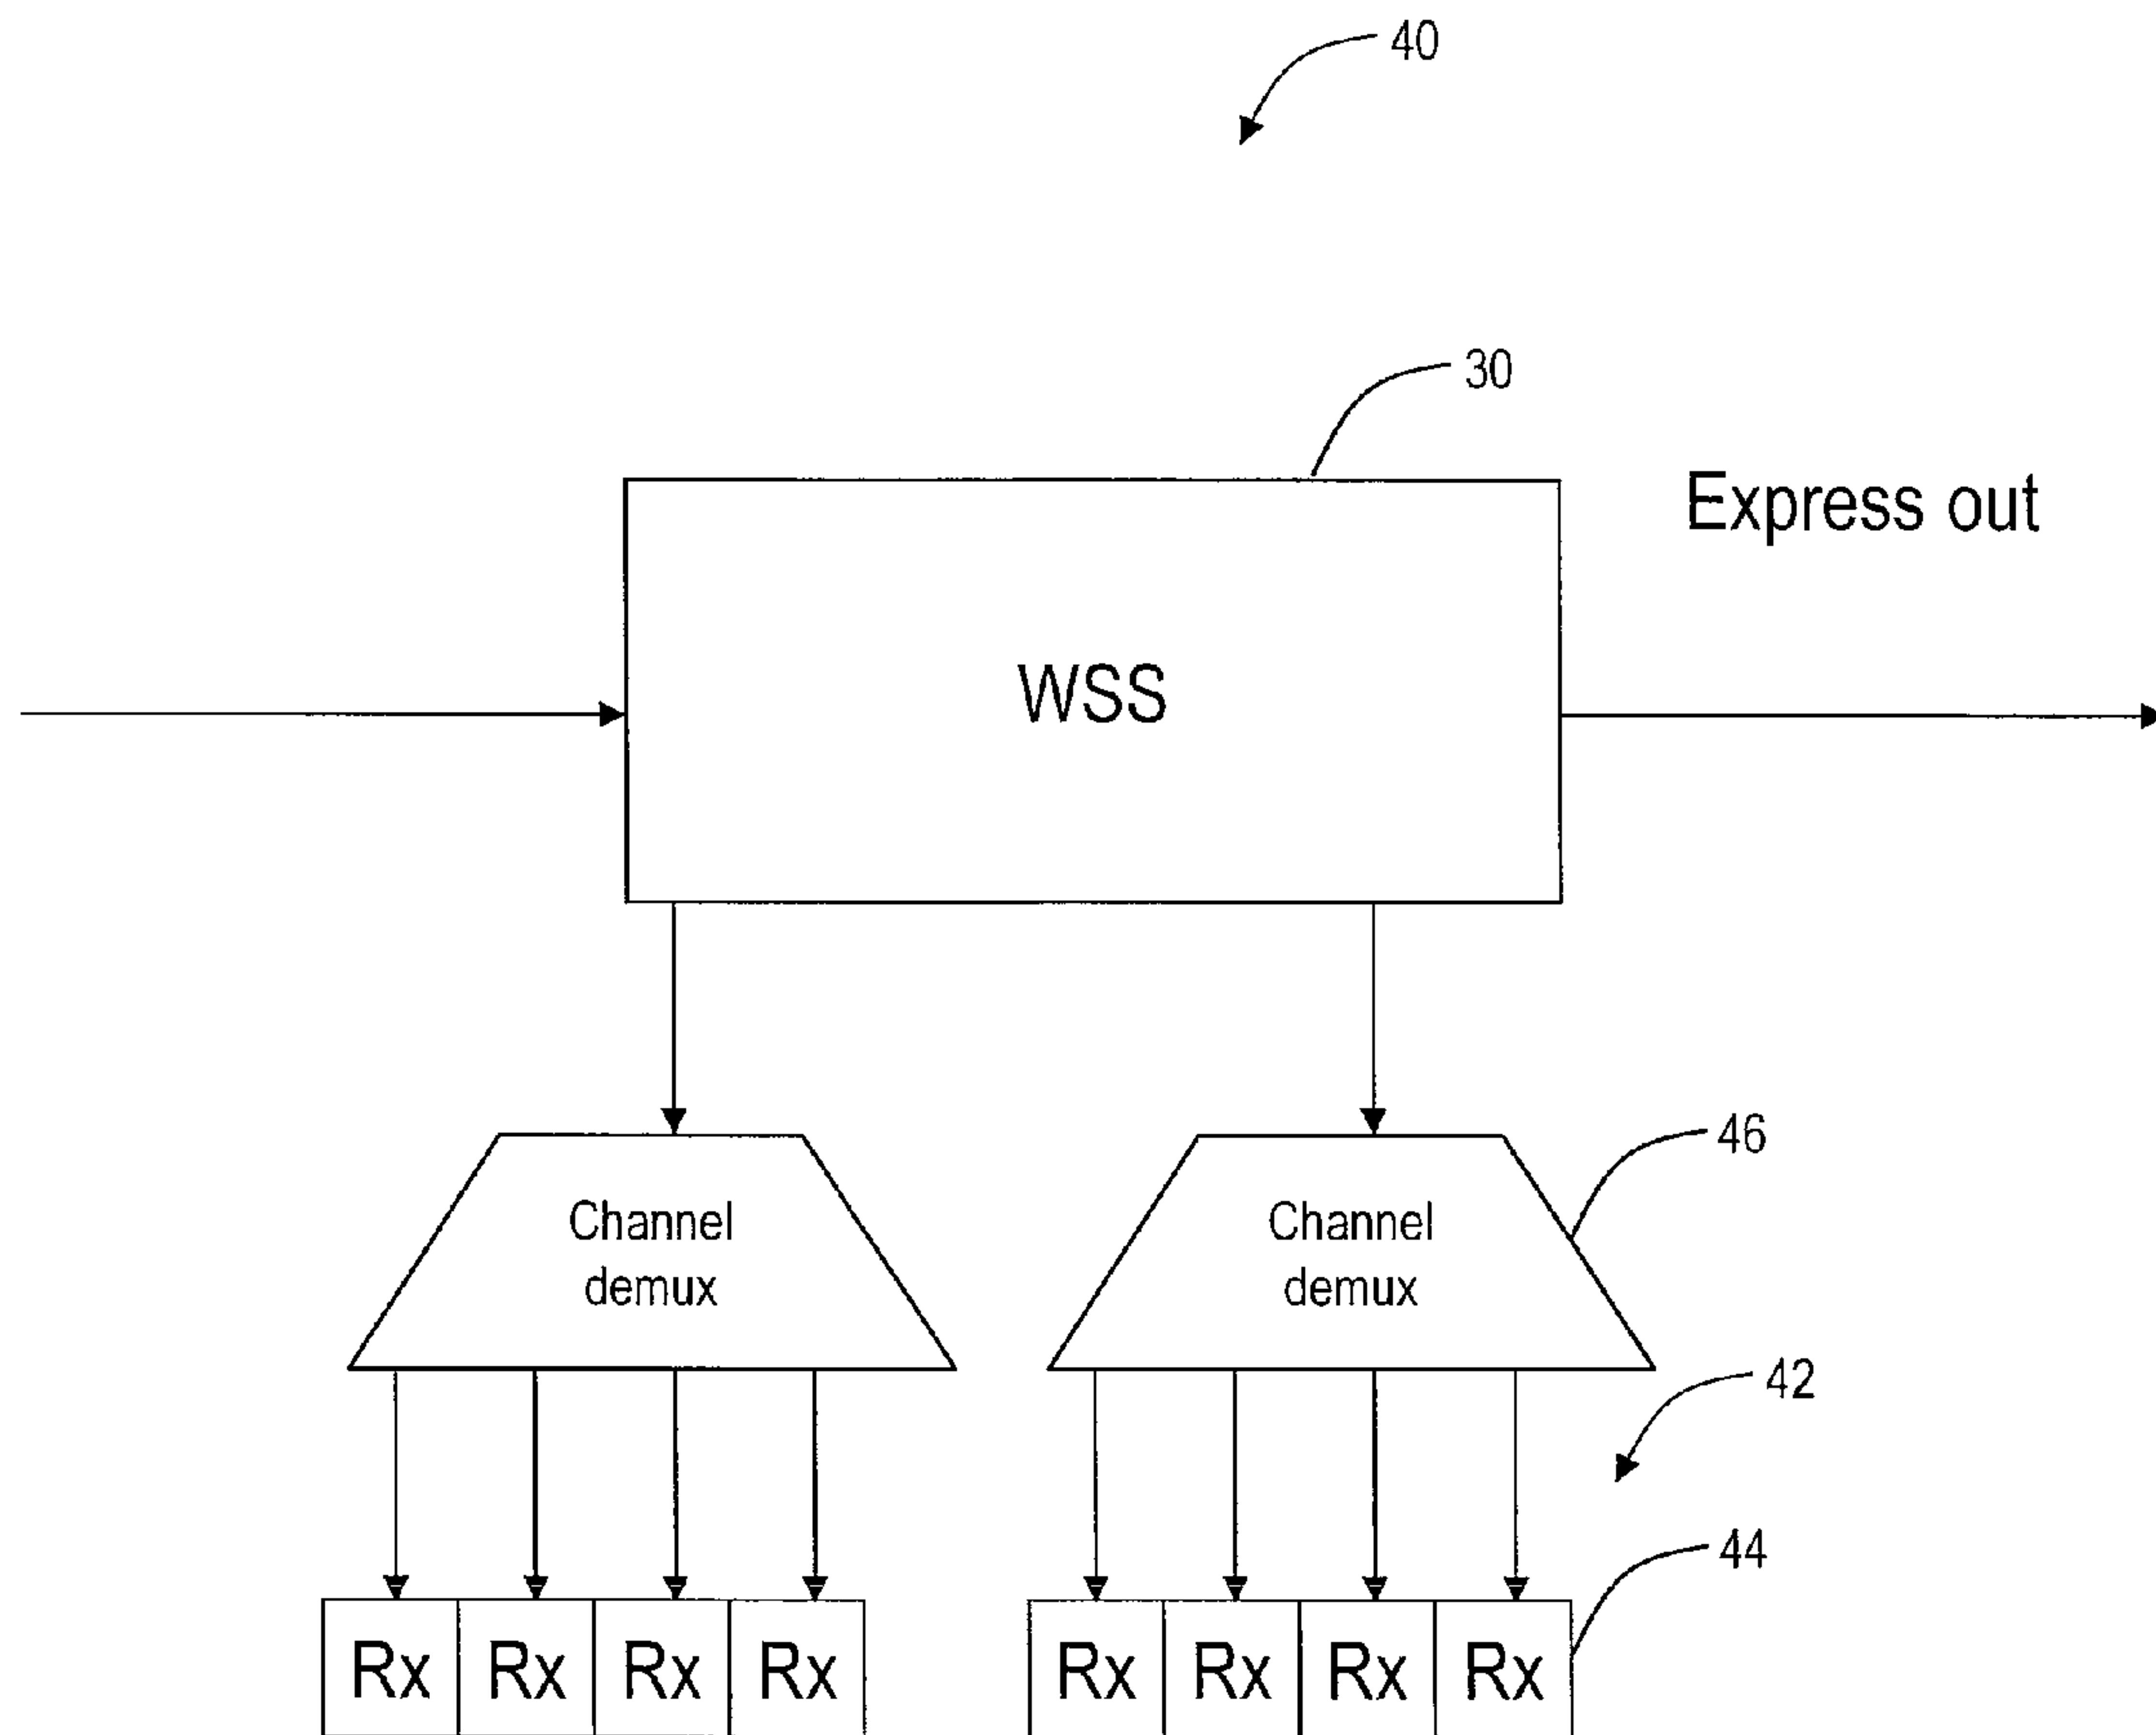 40
30
Express out
WSS
46
Channel
demux
Channel
demux
42
44
Rx Rx Rx Rx Rx Rx Rx Rx